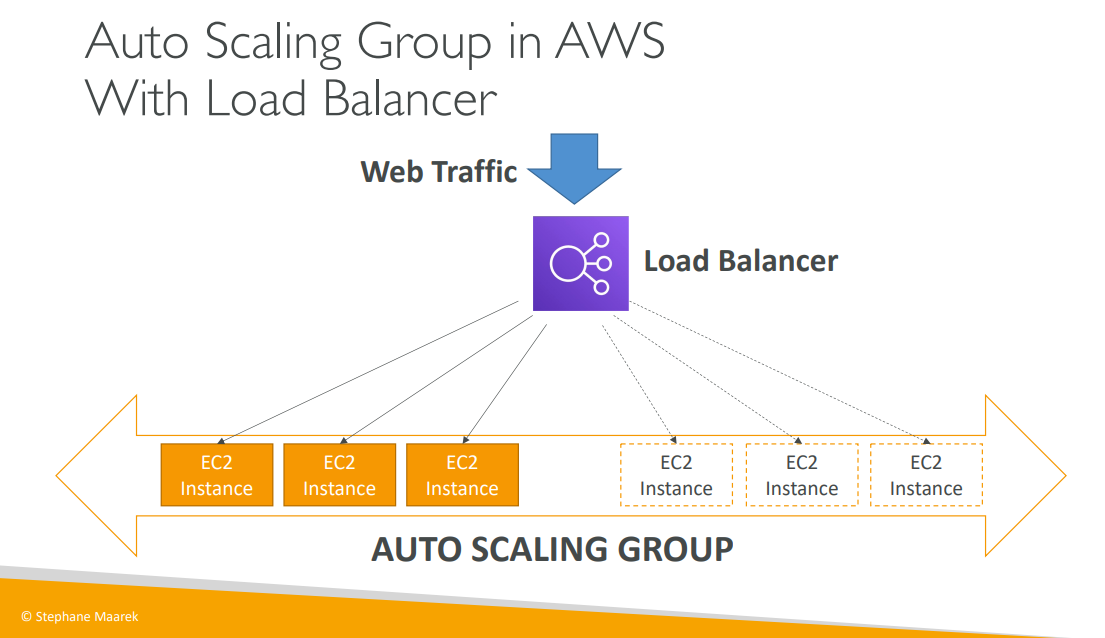 Auto Scaling Group in AWS
With Load Balancer
Web Traffic
Load Balancer
EC2
Instance
EC2
Instance
EC2
Instance
EC2
Instance
EC2
Instance
EC2
Instance
AUTO SCALING GROUP
© Stephane Maarek